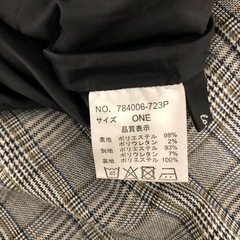 NO. 784006-723P
サイズ ONE
品質表示
表地 ポリエステル 98%
ポリウレタン 2%
別地 ポリエステル 93%
ポリウレタン 7%
裏地 ポリエステル 100%